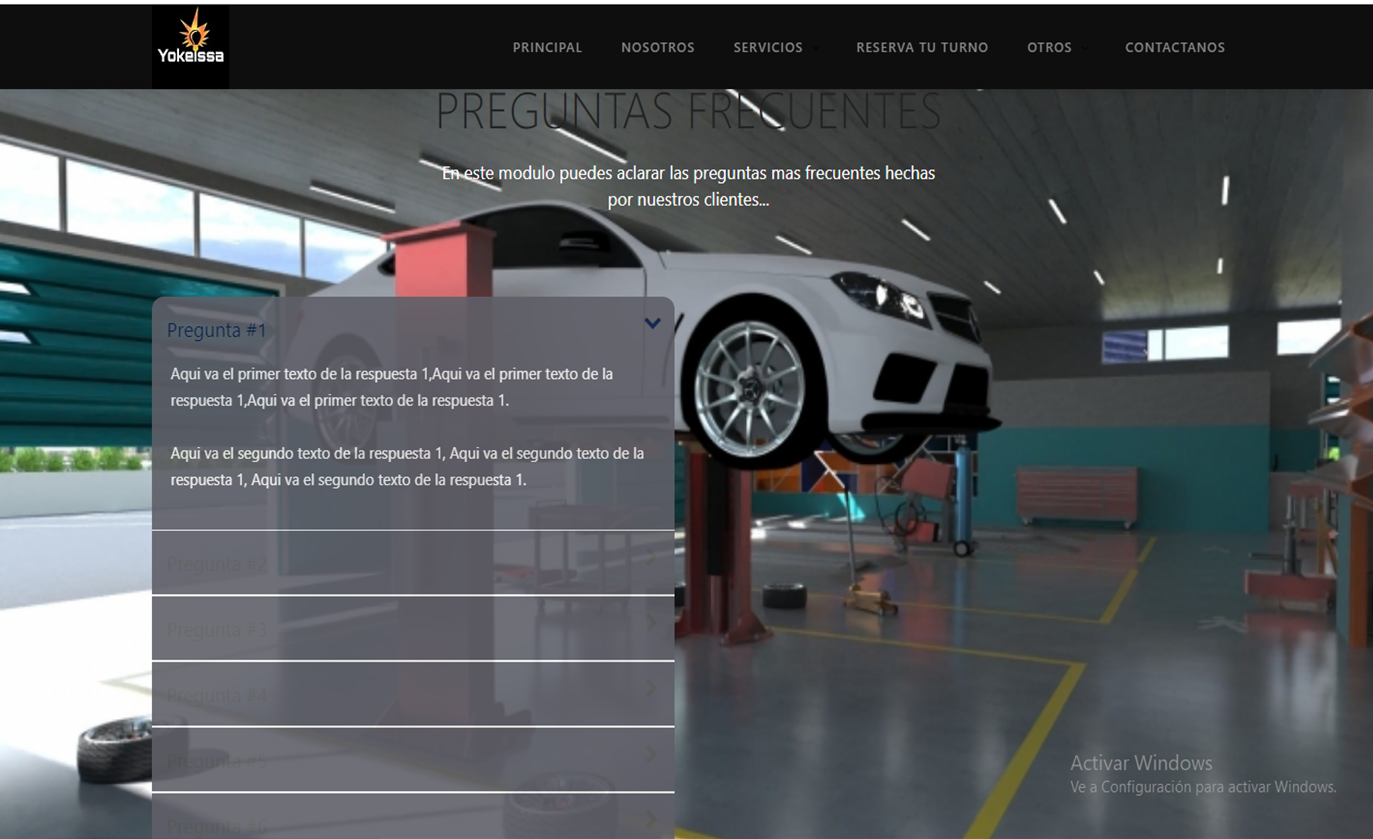 Yokeissa
PRINCIPAL NOSOTROS SERVICIOS RESERVA TU TURNO OTROS CONTACTANOS
PREGUNTAS FRECUENTES
En este modulo puedes aclarar las preguntas mas frecuentes hechas
por nuestros clientes...
Pregunta #1
Aqui va el primer texto de la respuesta 1,Aqui va el primer texto de la
respuesta 1,Aqui va el primer texto de la respuesta 1.
Aqui va el segundo texto de la respuesta 1, Aqui va el segundo texto de la
respuesta 1, Aqui va el segundo texto de la respuesta 1.
Pregunta #2
Pregunta #3
Pregunta #4
Pregunta #5
Pregunta #6
Activar Windows
Ve a Configuración para activar Windows.